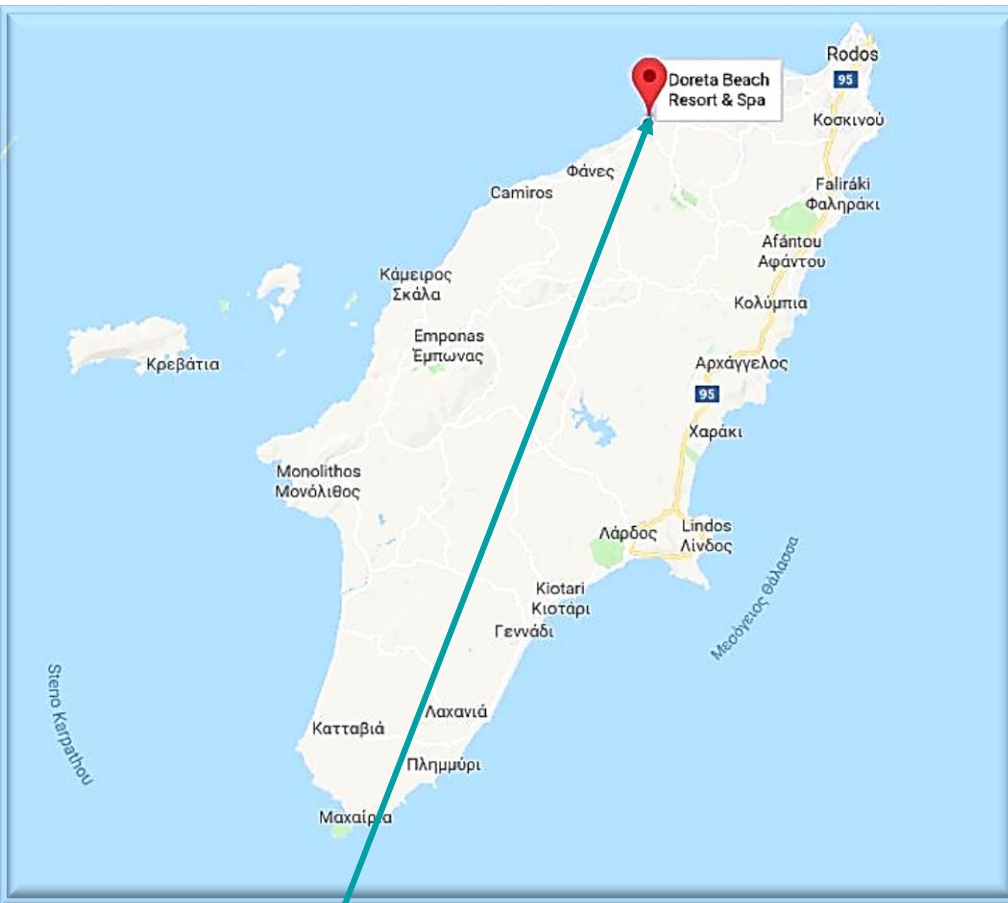 Rodos
95
Doreta Beach
Resort & Spa
Κοσκινού
Φάνες
Camiros
Faliráki
Φαληράκι
Afántou
Αφάντου
Κάμειρος
Σκάλα
Κολύμπια
Emponas
Έμπωνας
Κρεβάτια
Αρχάγγελος
95
Χαράκι
Monolithos
Μονόλιθος
Λάρδος
Lindos
Λίνδος
Kiotari
Κιοτάρι
Γεννάδι
Μεσόγειος Θάλασσα
Steno Karpathou
Λαχανιά
Κατταβιά
Πλημμύρι
Μαχαίρια